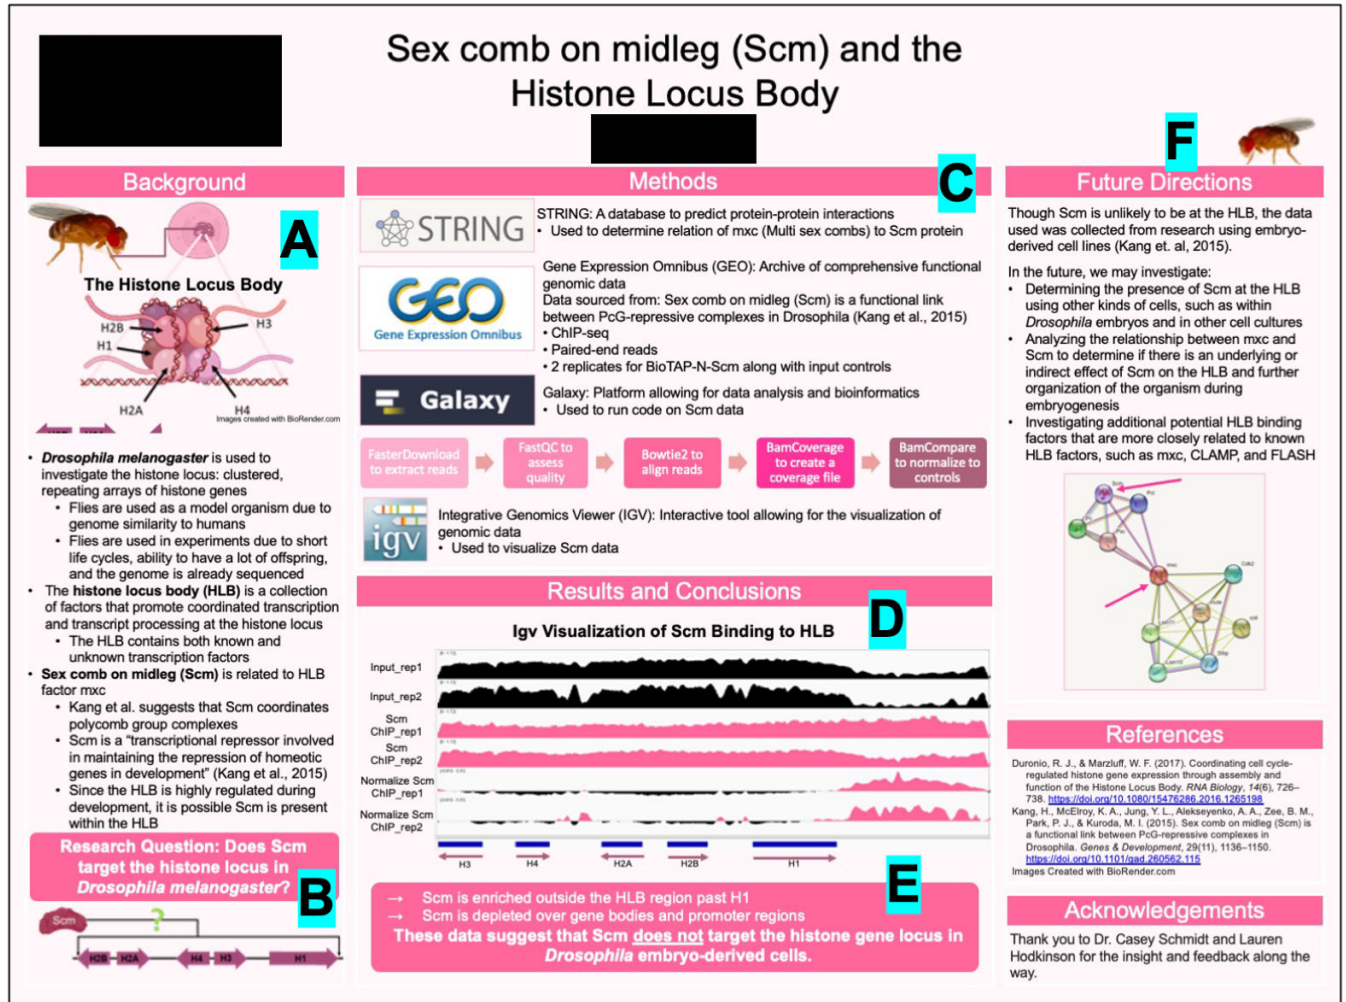 Sex comb on midleg (Scm) and the
Histone Locus Body
Background
A
The Histone Locus Body
H2B
H3
H1
H2A
H4
Images created with BioRender.com
• Drosophila melanogaster is used to
investigate the histone locus: clustered,
repeating arrays of histone genes
• Flies are used as a model organism due to
genome similarity to humans
• Flies are used in experiments due to short
life cycles, ability to have a lot of offspring,
and the genome is already sequenced
• The histone locus body (HLB) is a collection
of factors that promote coordinated transcription
and transcript processing at the histone locus
• The HLB contains both known and
unknown transcription factors
• Sex comb on midleg (Scm) is related to HLB
factor mxc
• Kang et al. suggests that Scm coordinates
polycomb group complexes
• Scm is a "transcriptional repressor involved
in maintaining the repression of homeotic
genes in development" (Kang et al., 2015)
• Since the HLB is highly regulated during
development, it is possible Scm is present
within the HLB
Research Question: Does Scm
target the histone locus in
Drosophila melanogaster?
B
Scm
?
H2B H2A H4 H3 H1
Methods
C
STRING
STRING: A database to predict protein-protein interactions
• Used to determine relation of mxc (Multi sex combs) to Scm protein
GEO
Gene Expression Omnibus
Gene Expression Omnibus (GEO): Archive of comprehensive functional
genomic data
Data sourced from: Sex comb on midleg (Scm) is a functional link
between PcG-repressive complexes in Drosophila (Kang et al., 2015)
• ChIP-seq
• Paired-end reads
• 2 replicates for BioTAP-N-Scm along with input controls
Galaxy
Galaxy: Platform allowing for data analysis and bioinformatics
• Used to run code on Scm data
FasterDownload
to extract reads
FastQC to
assess
quality
Bowtie2 to
align reads
BamCoverage
to create a
coverage file
BamCompare
to normalize to
controls
igv
Integrative Genomics Viewer (IGV): Interactive tool allowing for the visualization of
genomic data
• Used to visualize Scm data
Results and Conclusions
D
Igv Visualization of Scm Binding to HLB
Input_rep1
Input_rep2
Scm
ChIP_rep1
Scm
ChIP_rep2
Normalize Scm
ChIP_rep1
Normalize Scm
ChIP_rep2
H3 H4 H2A H2B H1
E
→ Scm is enriched outside the HLB region past H1
→ Scm is depleted over gene bodies and promoter regions
These data suggest that Scm does not target the histone gene locus in
Drosophila embryo-derived cells.
F
Future Directions
Though Scm is unlikely to be at the HLB, the data
used was collected from research using embryo-
derived cell lines (Kang et. al, 2015).
In the future, we may investigate:
• Determining the presence of Scm at the HLB
using other kinds of cells, such as within
Drosophila embryos and in other cell cultures
• Analyzing the relationship between mxc and
Scm to determine if there is an underlying or
indirect effect of Scm on the HLB and further
organization of the organism during
embryogenesis
• Investigating additional potential HLB binding
factors that are more closely related to known
HLB factors, such as mxc, CLAMP, and FLASH
Scm
mxc
Cdk2
mute
References
Duronio, R. J., & Marzluff, W. F. (2017). Coordinating cell cycle-
regulated histone gene expression through assembly and
function of the Histone Locus Body. RNA Biology, 14(6), 726–
738. https://doi.org/10.1080/15476286.2016.1265198
Kang, H., McElroy, K. A., Jung, Y. L., Alekseyenko, A. A., Zee, B. M.,
Park, P. J., & Kuroda, M. I. (2015). Sex comb on midleg (Scm) is
a functional link between PcG-repressive complexes in
Drosophila. Genes & Development, 29(11), 1136–1150.
https://doi.org/10.1101/gad.260562.115
Images Created with BioRender.com
Acknowledgements
Thank you to Dr. Casey Schmidt and Lauren
Hodkinson for the insight and feedback along the
way.